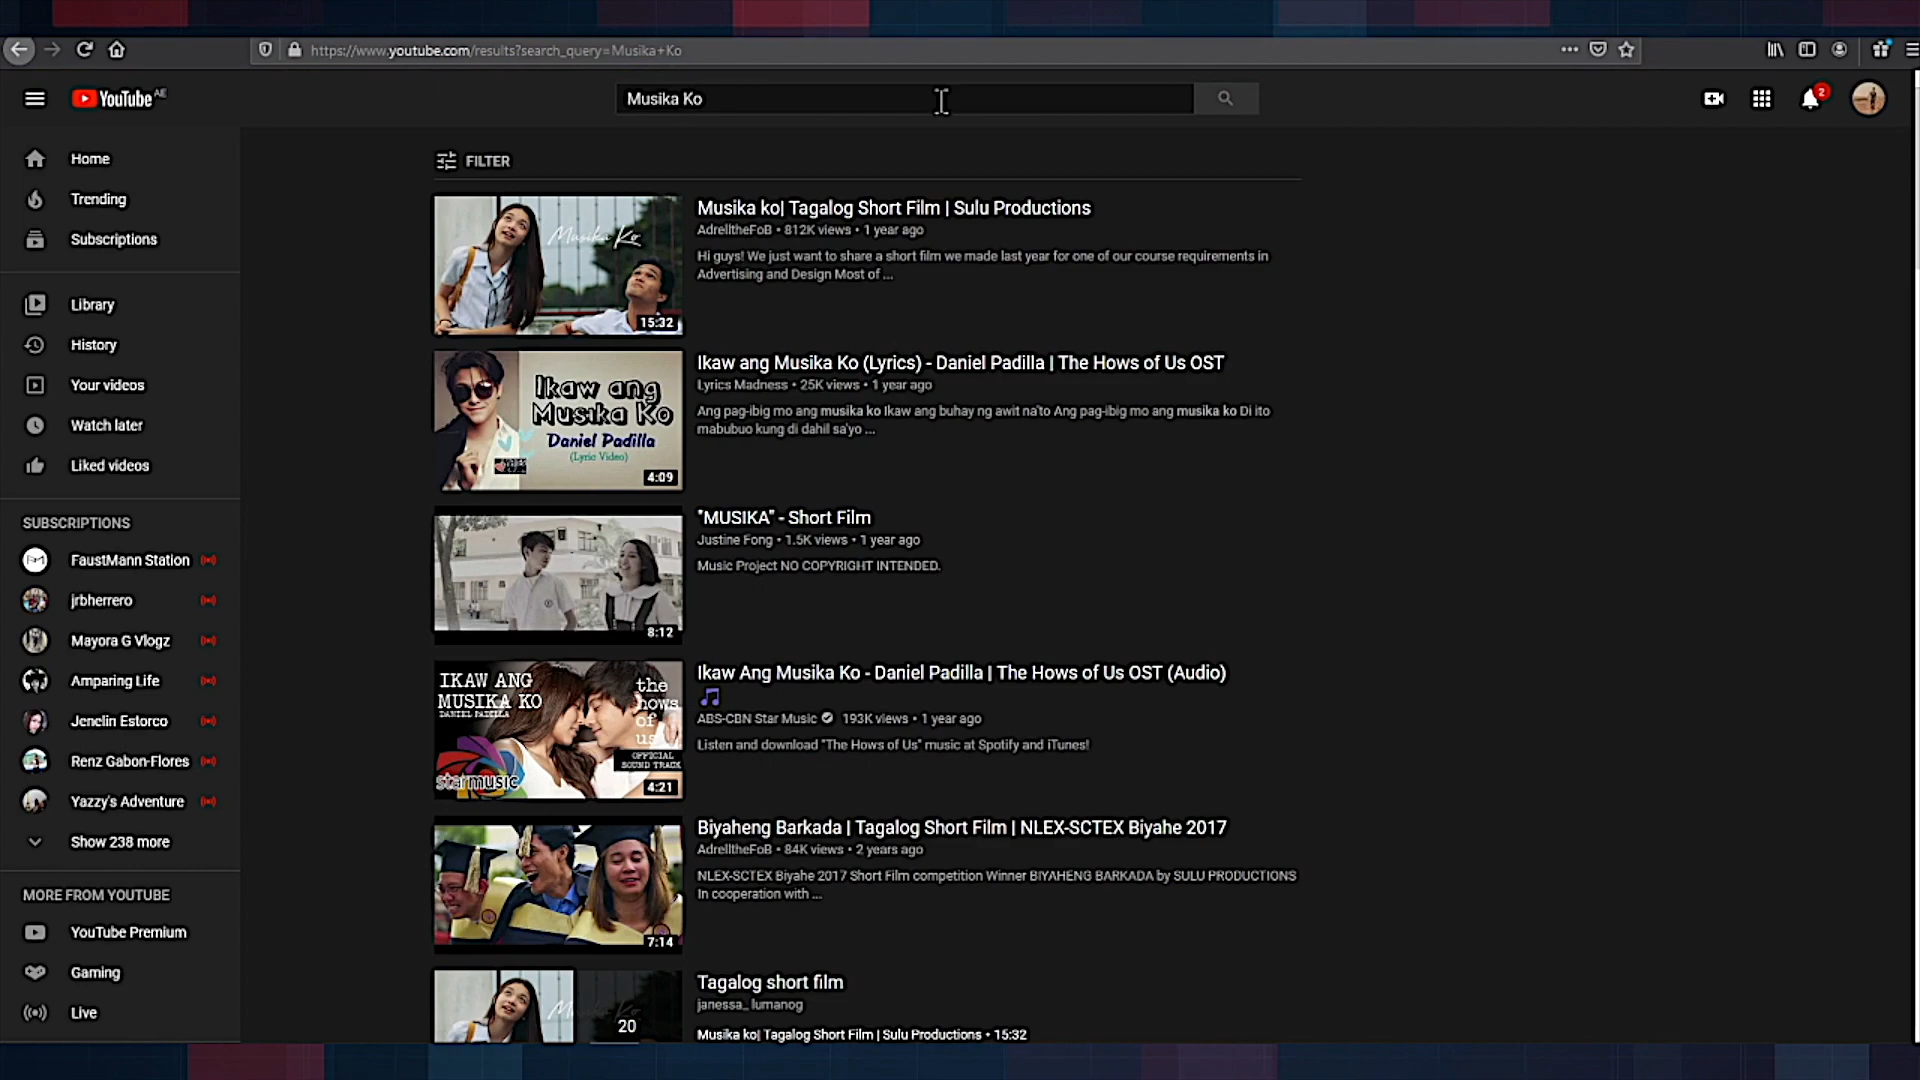 https://www.youtube.com/results?search_query=Musika+Ko
YouTube AE
Musika Ko
2
Home
Trending
Subscriptions
Library
History
Your videos
Watch later
Liked videos
SUBSCRIPTIONS
FaustMann Station
jrbherrero
Mayora G Vlogz
Amparing Life
Jenelin Estorco
Renz Gabon-Flores
Yazzy's Adventure
Show 238 more
MORE FROM YOUTUBE
YouTube Premium
Gaming
Live
FILTER
Musika Ko
15:32
Musika ko| Tagalog Short Film | Sulu Productions
AdrelltheFoB • 812K views • 1 year ago
Hi guys! We just want to share a short film we made last year for one of our course requirements in
Advertising and Design Most of ...
Ikaw ang
Musika Ko
Daniel Padilla
(Lyric Video)
4:09
Ikaw ang Musika Ko (Lyrics) - Daniel Padilla | The Hows of Us OST
Lyrics Madness • 25K views • 1 year ago
Ang pag-ibig mo ang musika ko Ikaw ang buhay ng awit na'to Ang pag-ibig mo ang musika ko Di ito
mabubuo kung di dahil sa'yo ...
8:12
"MUSIKA" - Short Film
Justine Fong • 1.5K views • 1 year ago
Music Project NO COPYRIGHT INTENDED.
IKAW ANG
MUSIKA KO
DANIEL PADILLA
the
hows
of
us
OFFICIAL
SOUND TRACK
starmusic
4:21
Ikaw Ang Musika Ko - Daniel Padilla | The Hows of Us OST (Audio)
🎵
ABS-CBN Star Music 193K views • 1 year ago
Listen and download "The Hows of Us" music at Spotify and iTunes!
7:14
Biyaheng Barkada | Tagalog Short Film | NLEX-SCTEX Biyahe 2017
AdrelltheFoB • 84K views • 2 years ago
NLEX-SCTEX Biyahe 2017 Short Film competition Winner BIYAHENG BARKADA by SULU PRODUCTIONS
In cooperation with ...
20
Tagalog short film
janessa_ lumanog
Musika ko| Tagalog Short Film | Sulu Productions • 15:32